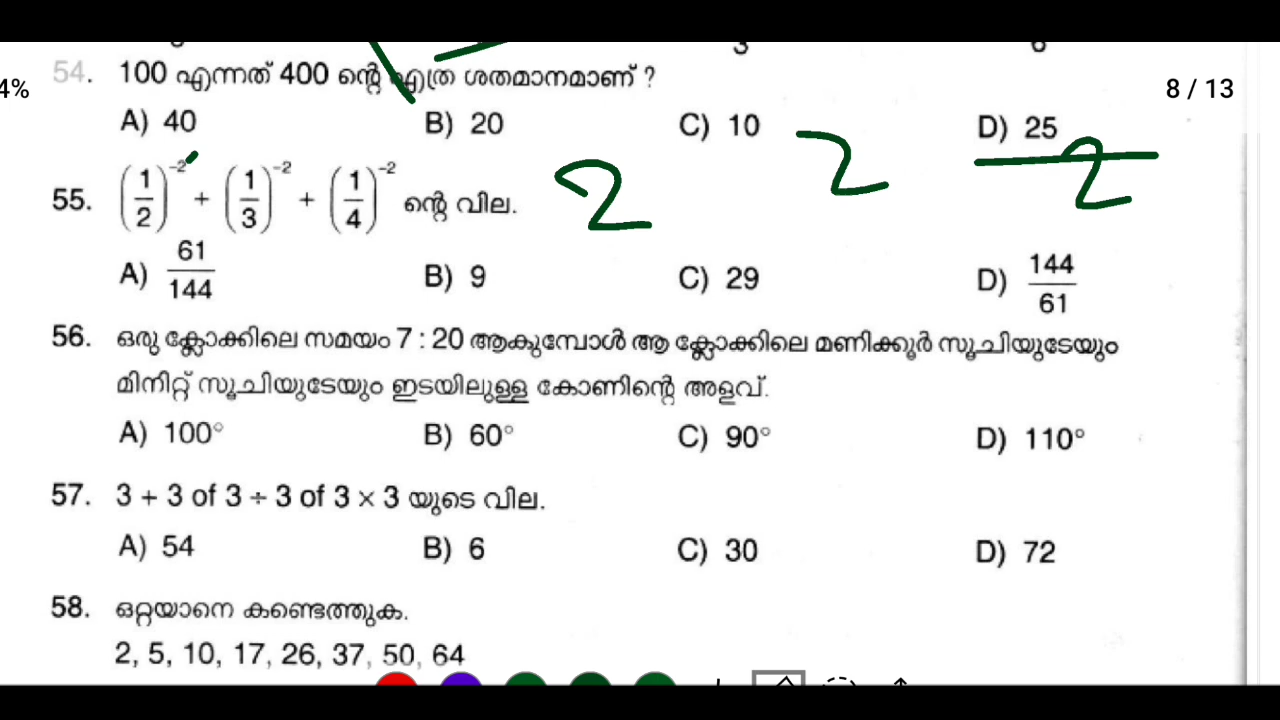 54. 100 എന്നത് 400 ന്റെ എത്ര ശതമാനമാണ് ?
4%
8 / 13
A) 40 B) 20 C) 10 D) 25
2 2 2
55. (1/2)⁻² + (1/3)⁻² + (1/4)⁻² ന്റെ വില.
A) 61/144 B) 9 C) 29 D) 144/61
56. ഒരു ക്ലോക്കിലെ സമയം 7 : 20 ആകുമ്പോൾ ആ ക്ലോക്കിലെ മണിക്കൂർ സൂചിയുടേയും
മിനിറ്റ് സൂചിയുടേയും ഇടയിലുള്ള കോണിന്റെ അളവ്.
A) 100° B) 60° C) 90° D) 110°
57. 3 + 3 of 3 ÷ 3 of 3 × 3 യുടെ വില.
A) 54 B) 6 C) 30 D) 72
58. ഒറ്റയാനെ കണ്ടെത്തുക.
2, 5, 10, 17, 26, 37, 50, 64